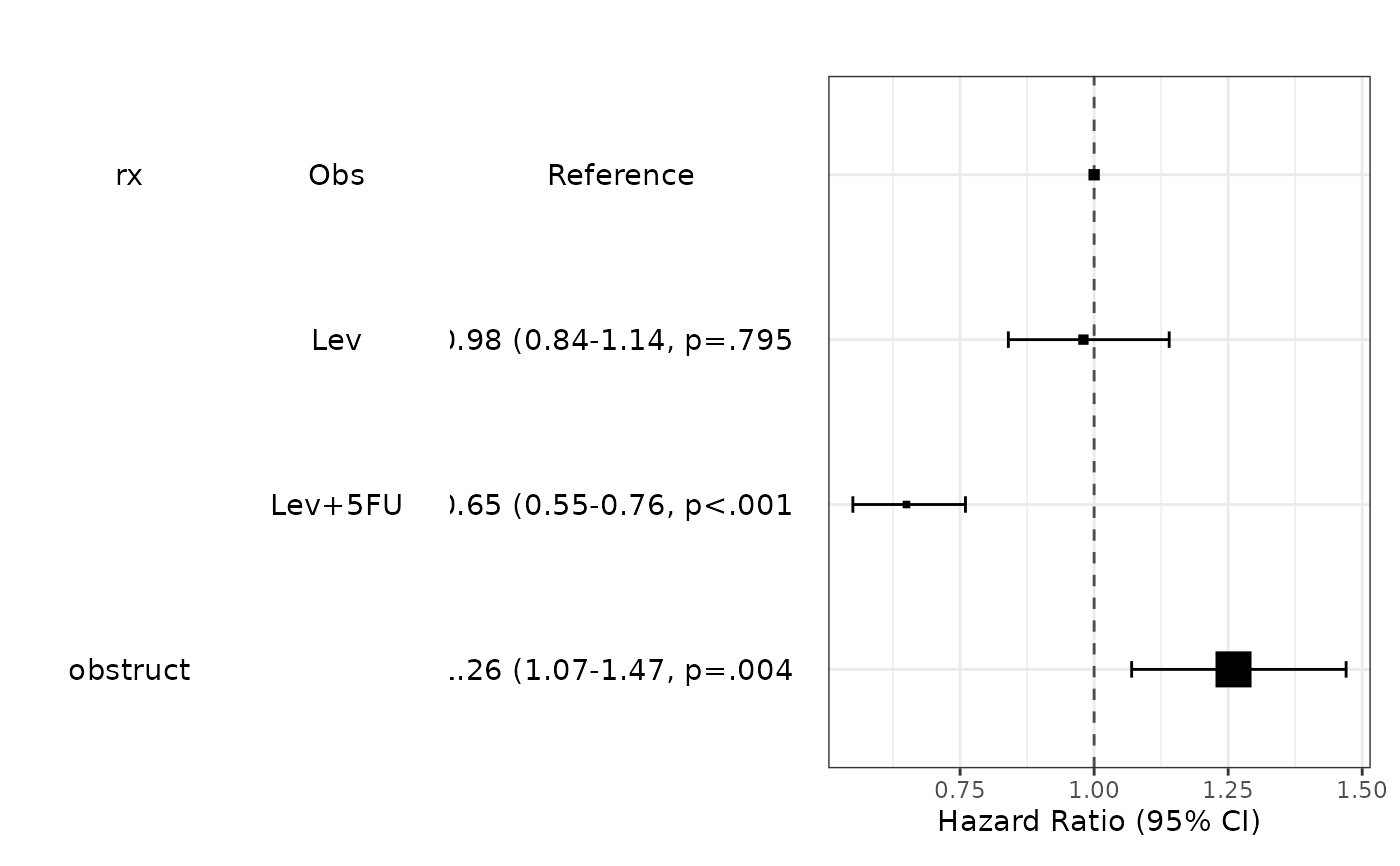 rx Obs Reference
Lev .98 (0.84-1.14, p=.795
Lev+5FU .65 (0.55-0.76, p<.001
obstruct .26 (1.07-1.47, p=.004
0.75 1.00 1.25 1.50
Hazard Ratio (95% CI)